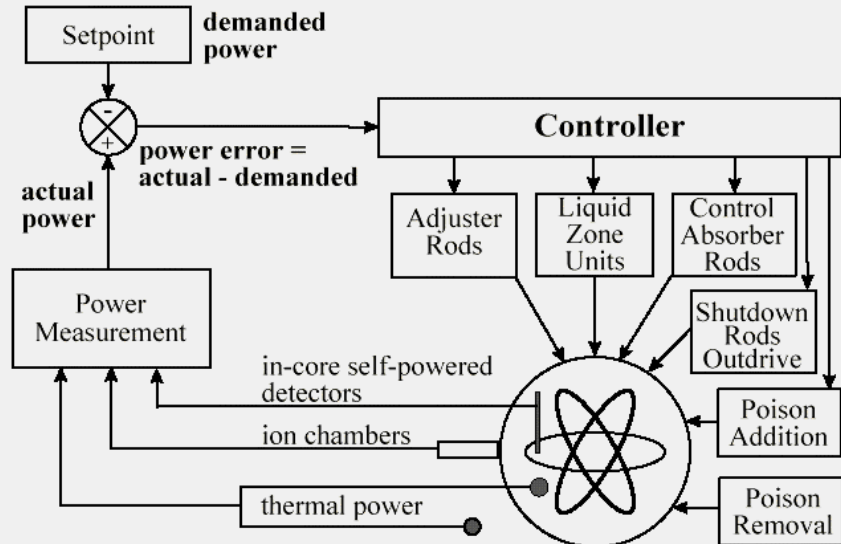 Setpoint
demanded
power
-
+
power error =
actual - demanded
actual
power
Controller
Adjuster
Rods
Liquid
Zone
Units
Control
Absorber
Rods
Power
Measurement
Shutdown
Rods
Outdrive
in-core self-powered
detectors
ion chambers
thermal power
Poison
Addition
Poison
Removal